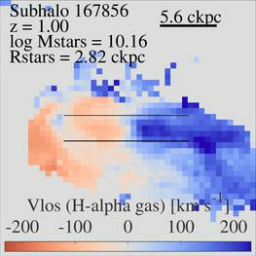 Subhalo 167856
5.6 ckpc
z = 1.00
log Mstars = 10.16
Rstars = 2.82 ckpc
Vlos (H-alpha gas) [km s⁻¹]
-200 -100 0 100 200